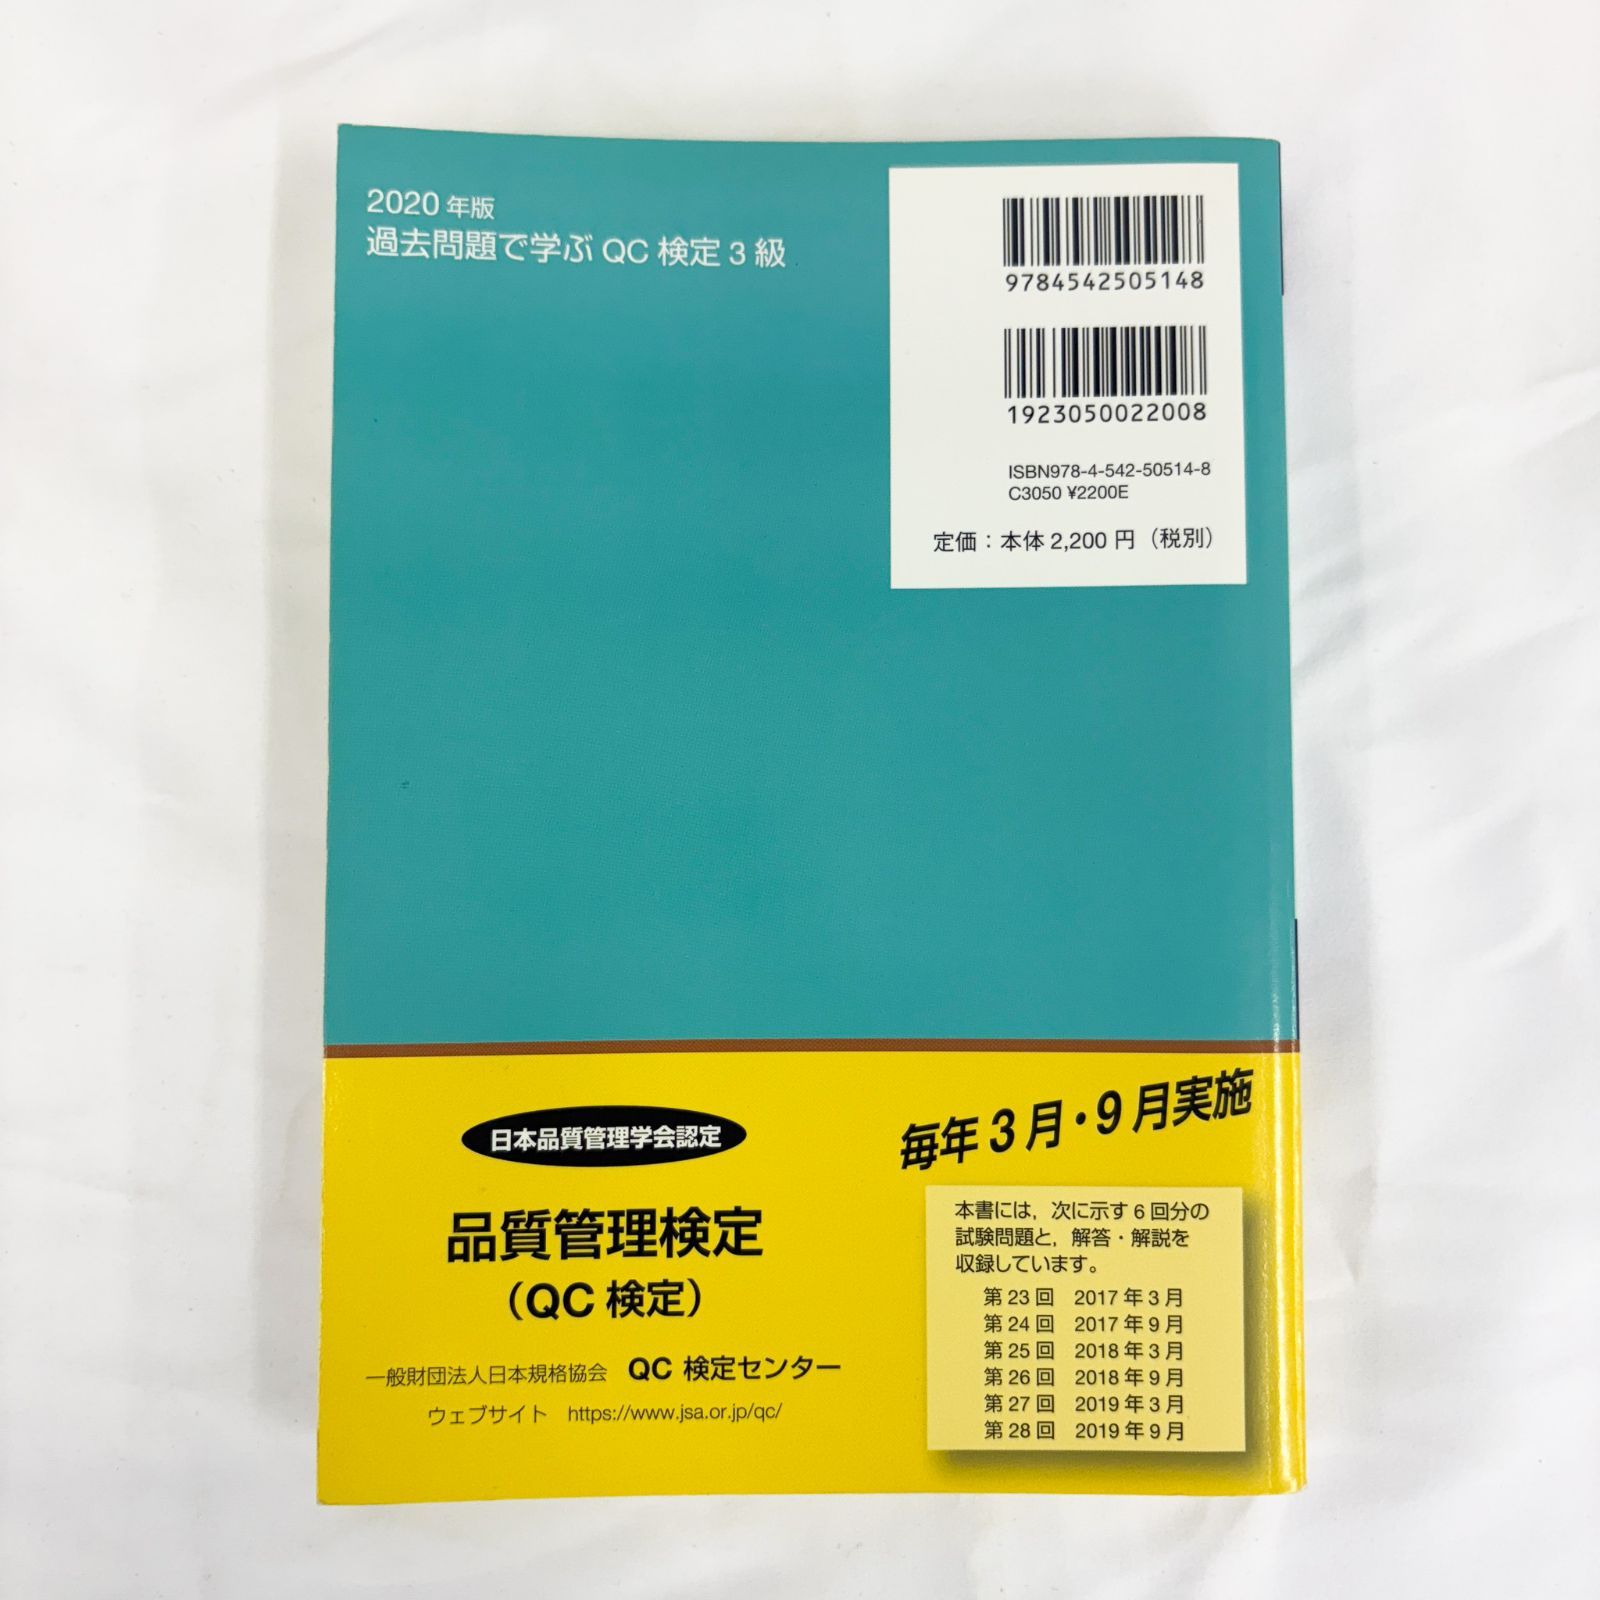 2020 年版
過去問題で学ぶ QC 検定 3 級
9784542505148
1923050022008
ISBN978-4-542-50514-8
C3050 ¥2200E
定価：本体 2,200 円（税別）
日本品質管理学会認定
品質管理検定
（QC 検定）
一般財団法人日本規格協会　QC 検定センター
ウェブサイト　https://www.jsa.or.jp/qc/
毎年 3 月・9 月実施
本書には，次に示す 6 回分の
試験問題と，解答・解説を
収録しています。
第 23 回　2017 年 3 月
第 24 回　2017 年 9 月
第 25 回　2018 年 3 月
第 26 回　2018 年 9 月
第 27 回　2019 年 3 月
第 28 回　2019 年 9 月